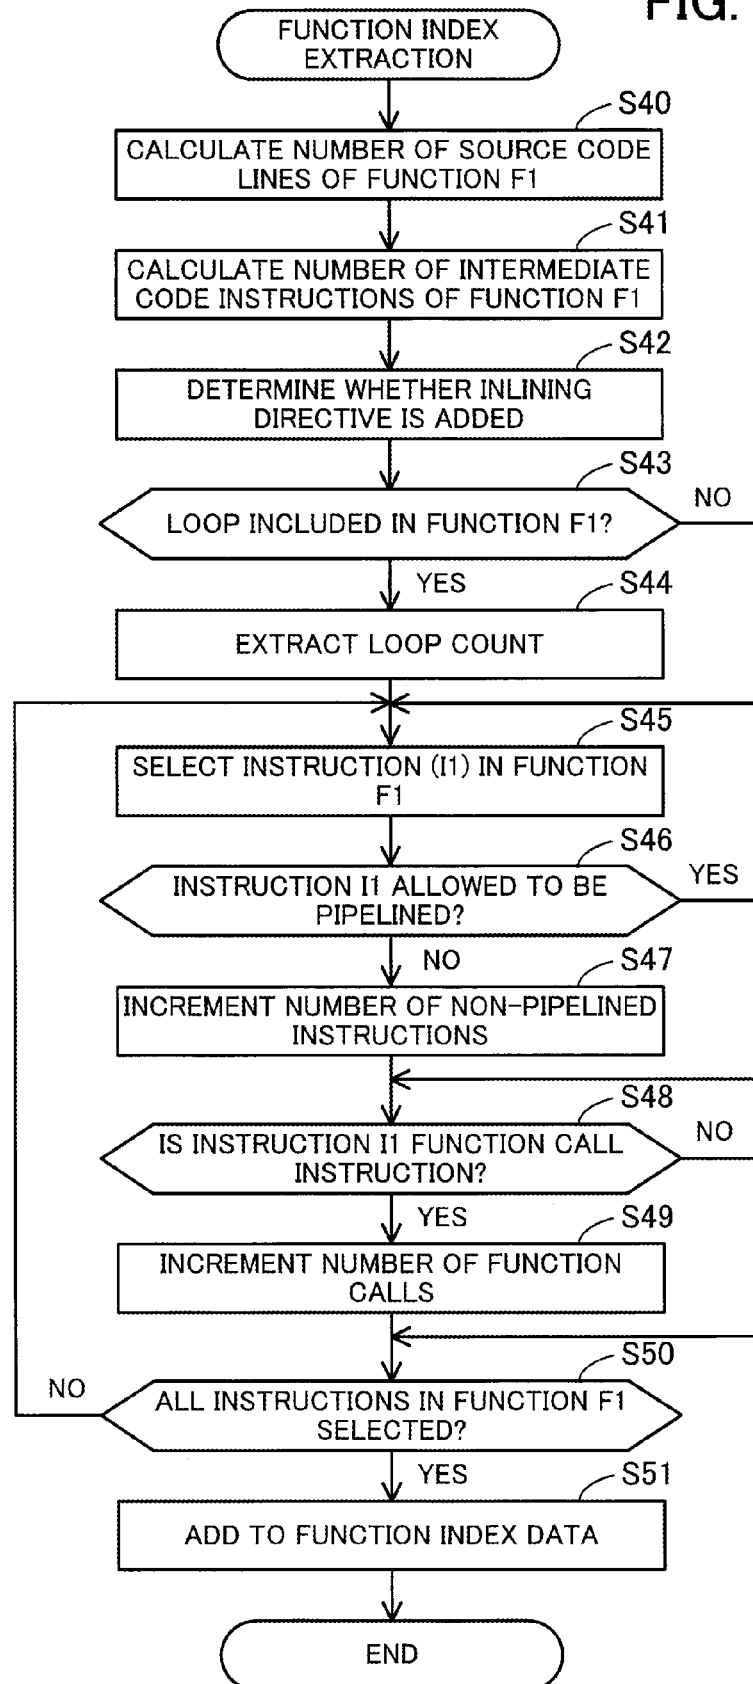 FIG.
FUNCTION INDEX
EXTRACTION
S40
CALCULATE NUMBER OF SOURCE CODE
LINES OF FUNCTION F1
S41
CALCULATE NUMBER OF INTERMEDIATE
CODE INSTRUCTIONS OF FUNCTION F1
S42
DETERMINE WHETHER INLINING
DIRECTIVE IS ADDED
S43
LOOP INCLUDED IN FUNCTION F1?
NO
YES
S44
EXTRACT LOOP COUNT
S45
SELECT INSTRUCTION (I1) IN FUNCTION
F1
S46
INSTRUCTION I1 ALLOWED TO BE
PIPELINED?
YES
NO
S47
INCREMENT NUMBER OF NON-PIPELINED
INSTRUCTIONS
S48
IS INSTRUCTION I1 FUNCTION CALL
INSTRUCTION?
NO
YES
S49
INCREMENT NUMBER OF FUNCTION
CALLS
S50
NO
ALL INSTRUCTIONS IN FUNCTION F1
SELECTED?
YES
S51
ADD TO FUNCTION INDEX DATA
END